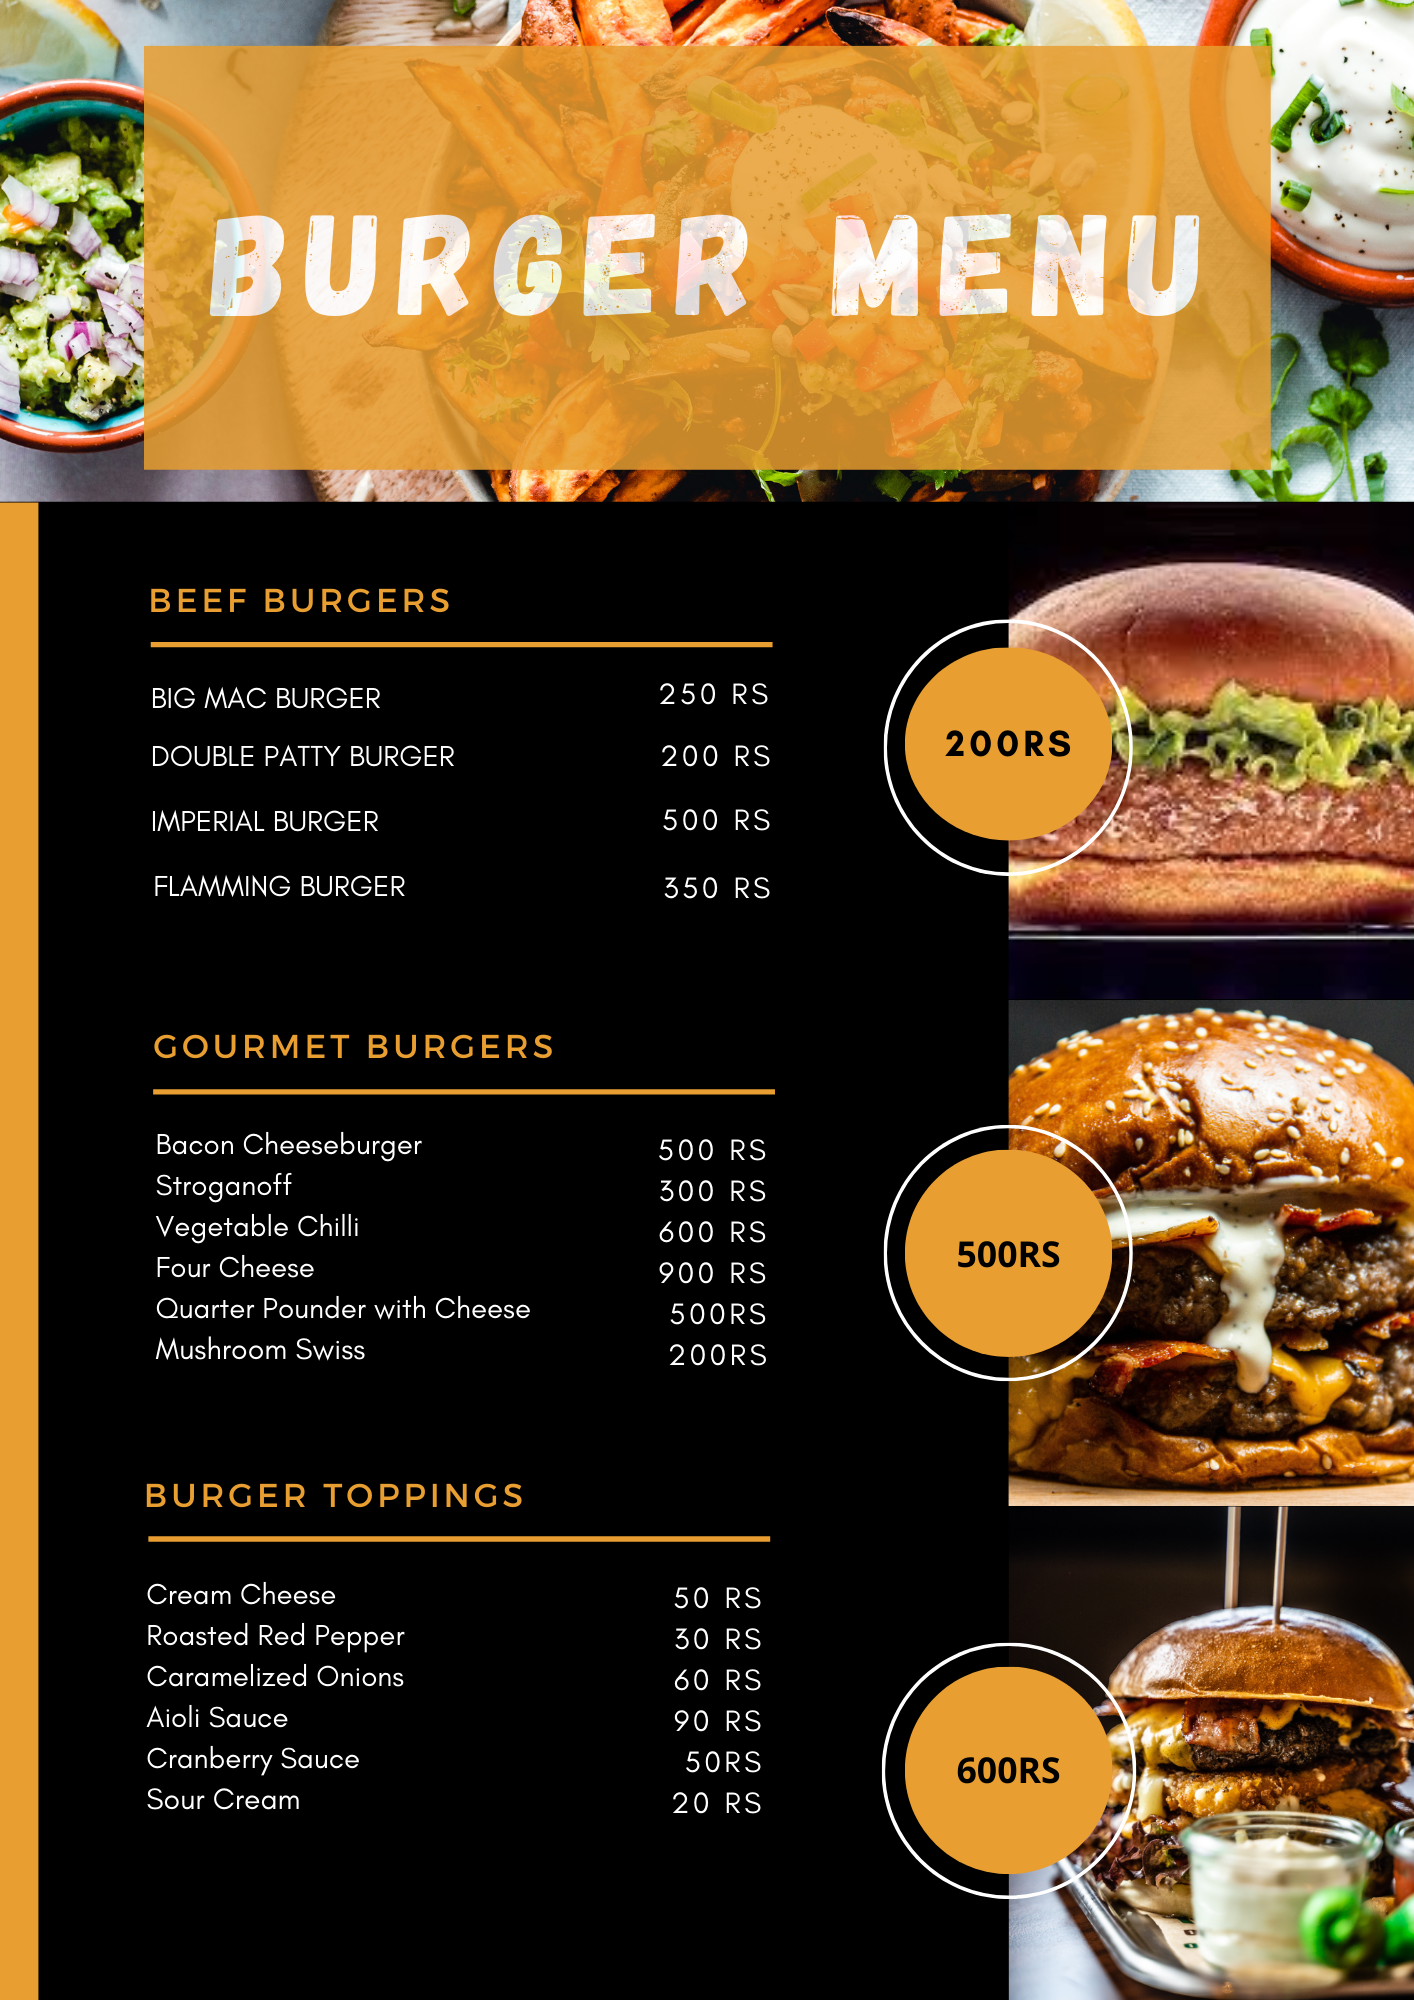 BURGER MENU
BEEF BURGERS
BIG MAC BURGER 250 RS
DOUBLE PATTY BURGER 200 RS
IMPERIAL BURGER 500 RS
FLAMMING BURGER 350 RS
200RS
GOURMET BURGERS
Bacon Cheeseburger 500 RS
Stroganoff 300 RS
Vegetable Chilli 600 RS
Four Cheese 900 RS
Quarter Pounder with Cheese 500RS
Mushroom Swiss 200RS
500RS
BURGER TOPPINGS
Cream Cheese 50 RS
Roasted Red Pepper 30 RS
Caramelized Onions 60 RS
Aioli Sauce 90 RS
Cranberry Sauce 50RS
Sour Cream 20 RS
600RS